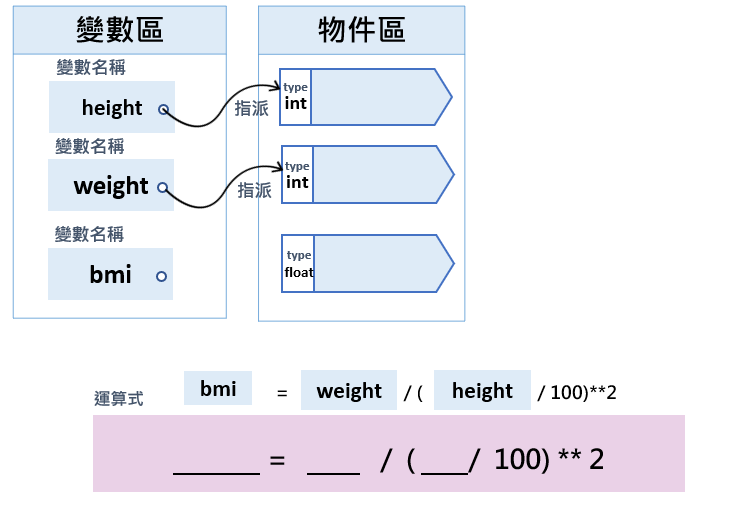 變數區
物件區
變數名稱
height
指派
type
int
變數名稱
weight
指派
type
int
變數名稱
bmi
type
float
運算式 bmi = weight / ( height / 100)**2
______ = ____ / ( ____/ 100) ** 2